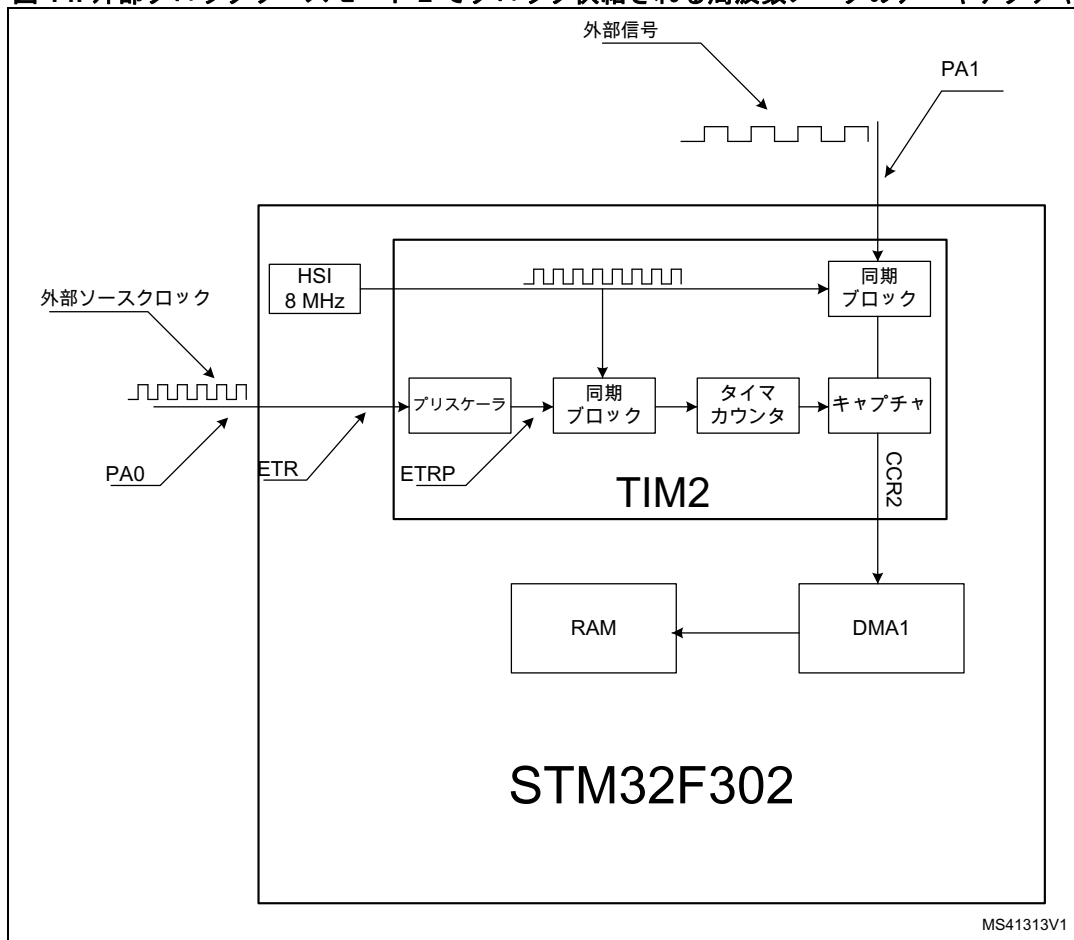 外部信号
PA1
HSI
8 MHz
同期
ブロック
外部ソースクロック
プリスケーラ
同期
ブロック
タイマ
カウンタ
キャプチャ
PA0
ETR
ETRP
CCR2
TIM2
RAM
DMA1
STM32F302
MS41313V1